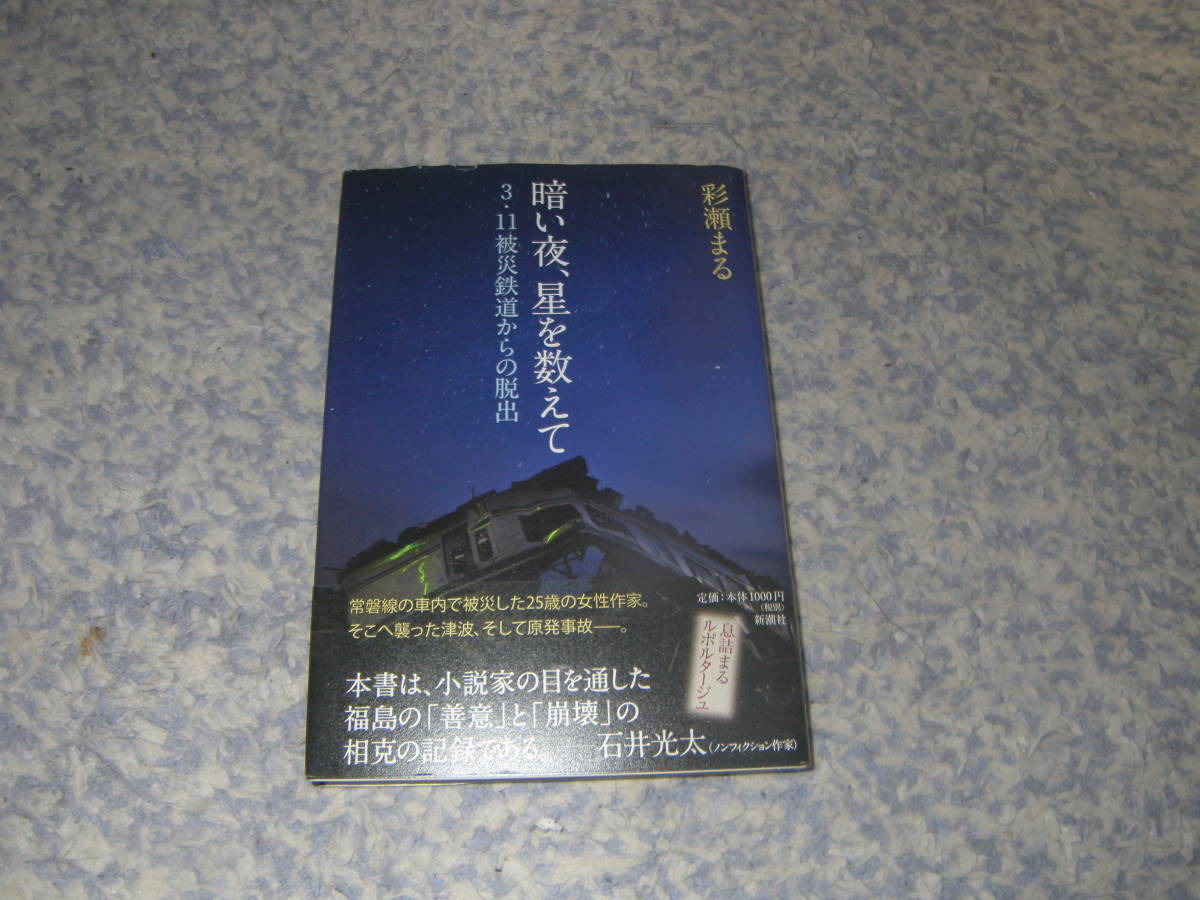 彩瀬まる
暗い夜、星を数えて
3・11被災鉄道からの脱出
常磐線の車内で被災した25歳の女性作家。
そこへ襲った津波、そして原発事故――。
定価：本体1000円
（税別）
新潮社
息詰まる
ルポルタージュ
本書は、小説家の目を通した
福島の「善意」と「崩壊」の
相克の記録である。――石井光太（ノンフィクション作家）